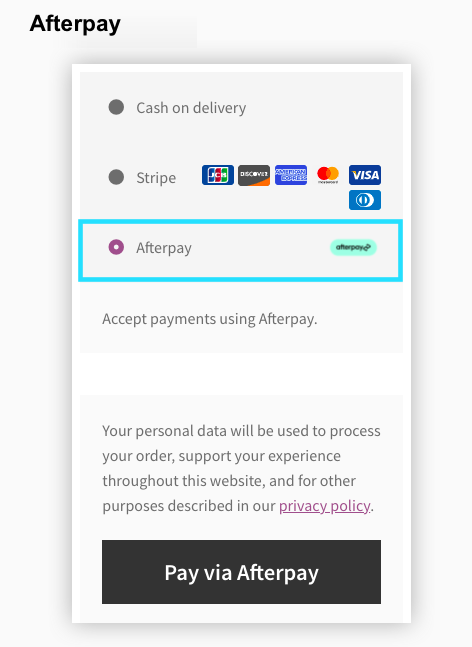 Afterpay
Cash on delivery
Stripe JCB DISCOVER AMERICAN EXPRESS mastercard VISA
Afterpay afterpay
Accept payments using Afterpay.
Your personal data will be used to process
your order, support your experience
throughout this website, and for other
purposes described in our privacy policy.
Pay via Afterpay